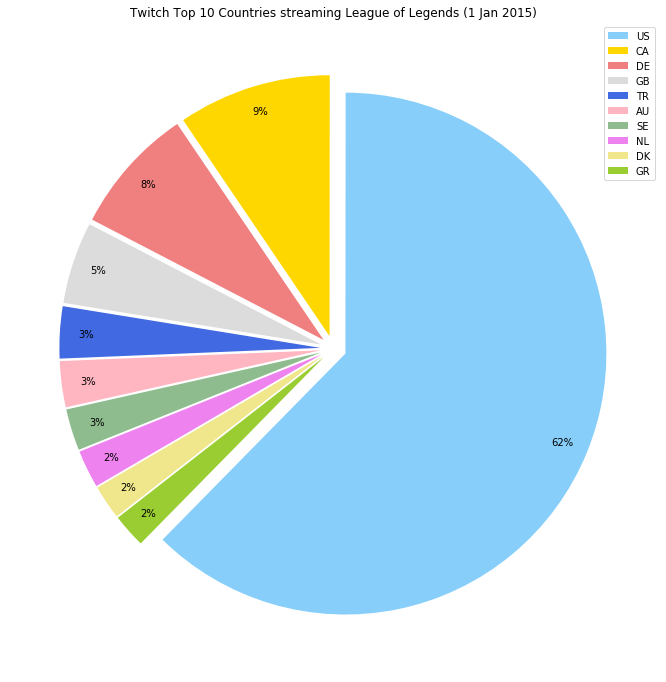 Twitch Top 10 Countries streaming League of Legends (1 Jan 2015)
US
CA
DE
GB
TR
AU
SE
NL
DK
GR
9%
8%
5%
3%
3%
3%
2%
2%
2%
62%